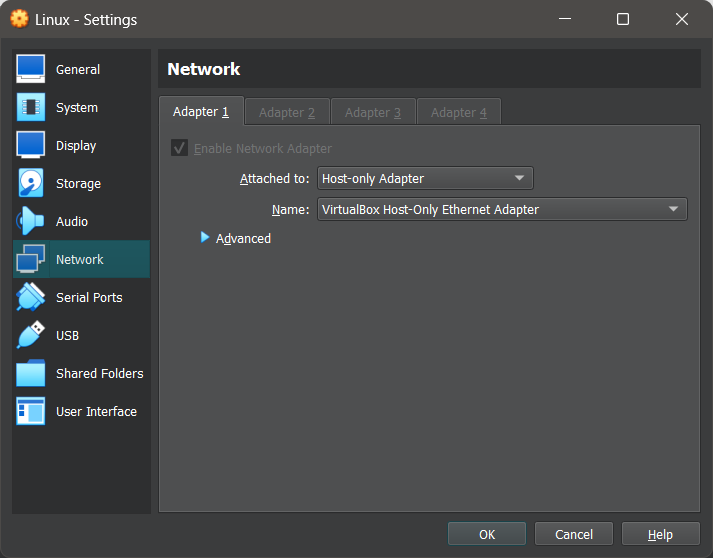 Linux - Settings
General
System
Display
Storage
Audio
Network
Serial Ports
USB
Shared Folders
User Interface
Network
Adapter 1
Adapter 2
Adapter 3
Adapter 4
Enable Network Adapter
Attached to: Host-only Adapter
Name: VirtualBox Host-Only Ethernet Adapter
Advanced
OK
Cancel
Help